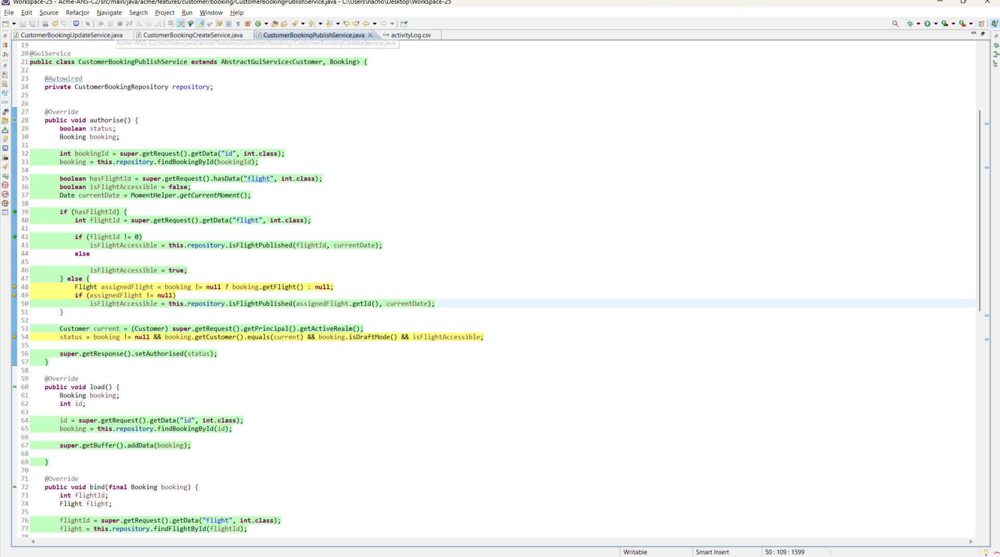 Workspace-25 - Acme-ANS-C2/src/main/java/acme/features/customer/booking/CustomerBookingPublishService.java - C:\Users\nacho\Desktop\Workspace-25
File Edit Source Refactor Navigate Search Project Run Window Help
CustomerBookingUpdateService.java CustomerBookingCreateService.java CustomerBookingPublishService.java activityLog.csv
Acme-ANS-C2/src/main/java/acme/features/customer/booking/CustomerBookingUpdateService.java
19
20 @GuiService
21 public class CustomerBookingPublishService extends AbstractGuiService<Customer, Booking> {
22
23 @Autowired
24 private CustomerBookingRepository repository;
25
26
27 @Override
28 public void authorise() {
29 boolean status;
30 Booking booking;
31
32 int bookingId = super.getRequest().getData("id", int.class);
33 booking = this.repository.findBookingById(bookingId);
34
35 boolean hasFlightId = super.getRequest().hasData("flight", int.class);
36 boolean isFlightAccessible = false;
37 Date currentDate = MomentHelper.getCurrentMoment();
38
39 if (hasFlightId) {
40 int flightId = super.getRequest().getData("flight", int.class);
41
42 if (flightId != 0)
43 isFlightAccessible = this.repository.isFlightPublished(flightId, currentDate);
44 else
45
46 isFlightAccessible = true;
47 } else {
48 Flight assignedFlight = booking != null ? booking.getFlight() : null;
49 if (assignedFlight != null)
50 isFlightAccessible = this.repository.isFlightPublished(assignedFlight.getId(), currentDate);
51 }
52
53 Customer current = (Customer) super.getRequest().getPrincipal().getActiveRealm();
54 status = booking != null && booking.getCustomer().equals(current) && booking.isDraftMode() && isFlightAccessible;
55
56 super.getResponse().setAuthorised(status);
57 }
58
59 @Override
60 public void load() {
61 Booking booking;
62 int id;
63
64 id = super.getRequest().getData("id", int.class);
65 booking = this.repository.findBookingById(id);
66
67 super.getBuffer().addData(booking);
68
69 }
70
71 @Override
72 public void bind(final Booking booking) {
73 int flightId;
74 Flight flight;
75
76 flightId = super.getRequest().getData("flight", int.class);
77 flight = this.repository.findFlightById(flightId);
78
Writable Smart Insert 50 : 109 : 1599